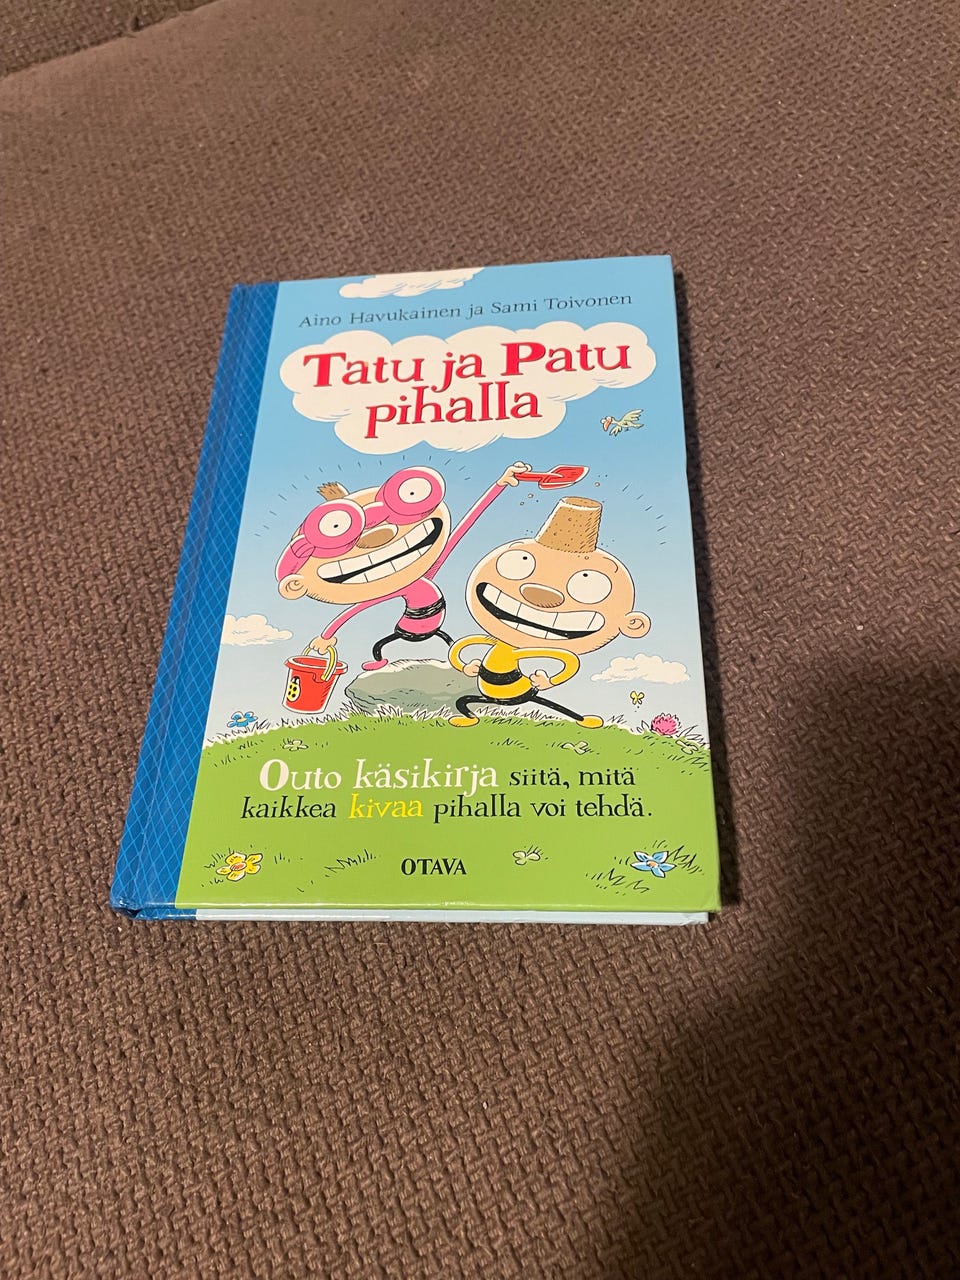 Aino Havukainen ja Sami Toivonen
Tatu ja Patu
pihalla
Outo käsikirja siitä, mitä
kaikkea kivaa pihalla voi tehdä.
OTAVA